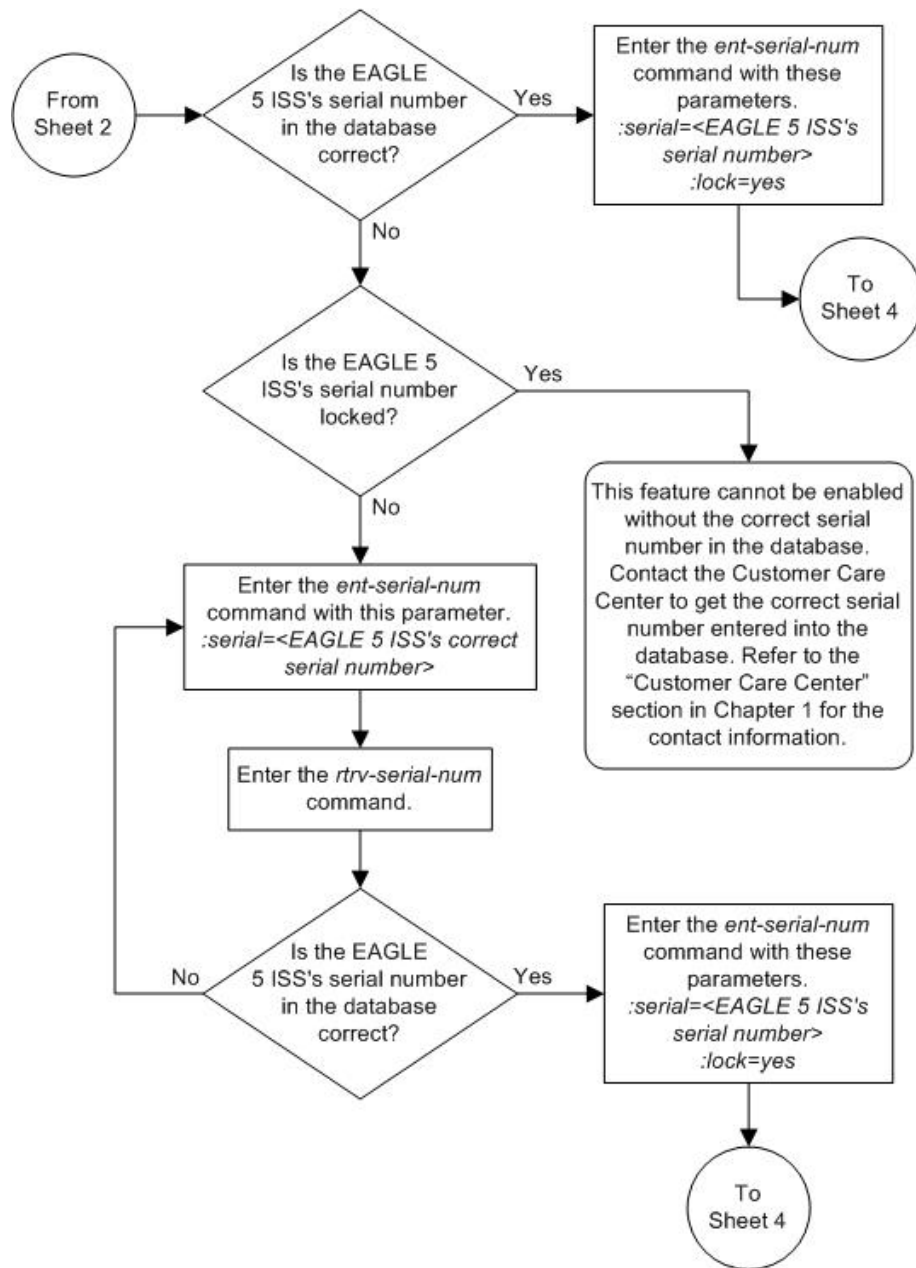 From
Sheet 2
Is the EAGLE
5 ISS's serial number
in the database
correct?
Yes
Enter the ent-serial-num
command with these
parameters.
:serial=<EAGLE 5 ISS's
serial number>
:lock=yes
No
To
Sheet 4
Is the EAGLE 5
ISS's serial number
locked?
Yes
No
This feature cannot be enabled
without the correct serial
number in the database.
Contact the Customer Care
Center to get the correct serial
number entered into the
database. Refer to the
“Customer Care Center”
section in Chapter 1 for the
contact information.
Enter the ent-serial-num
command with this parameter.
:serial=<EAGLE 5 ISS's correct
serial number>
Enter the rtrv-serial-num
command.
Is the EAGLE
5 ISS's serial number
in the database
correct?
No
Yes
Enter the ent-serial-num
command with these
parameters.
:serial=<EAGLE 5 ISS's
serial number>
:lock=yes
To
Sheet 4